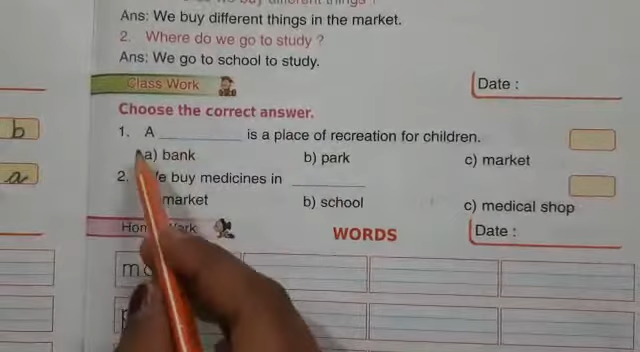 Ans: We buy different things in the market.
2. Where do we go to study ?
Ans: We go to school to study.
Class Work
Date :
Choose the correct answer.
1. A ________ is a place of recreation for children.
b
a) bank b) park c) market
a
2. buy medicines in ________
market b) school c) medical shop
WORDS
Date :